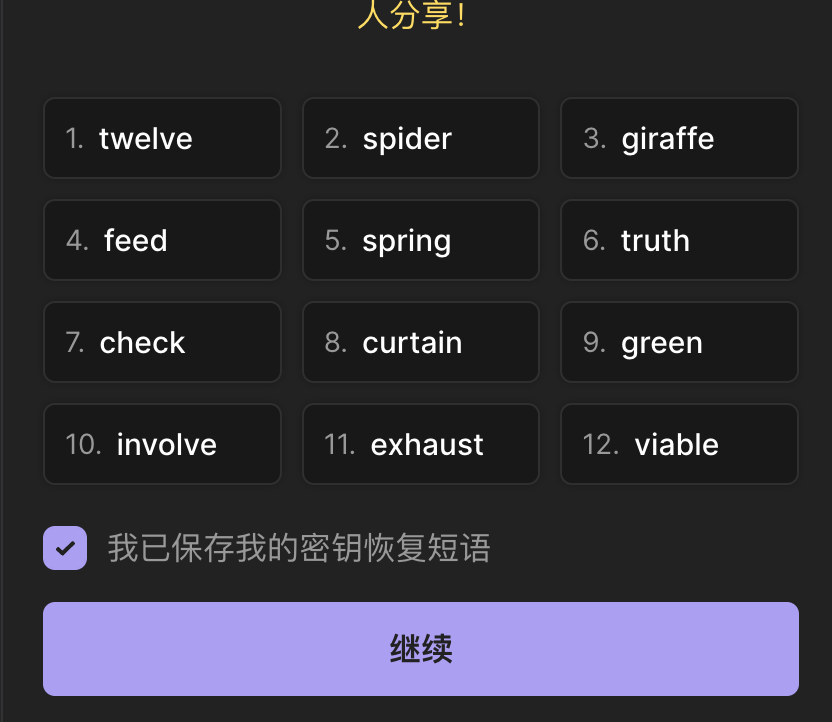 人分享！
1. twelve 2. spider 3. giraffe
4. feed 5. spring 6. truth
7. check 8. curtain 9. green
10. involve 11. exhaust 12. viable
我已保存我的密钥恢复短语
继续